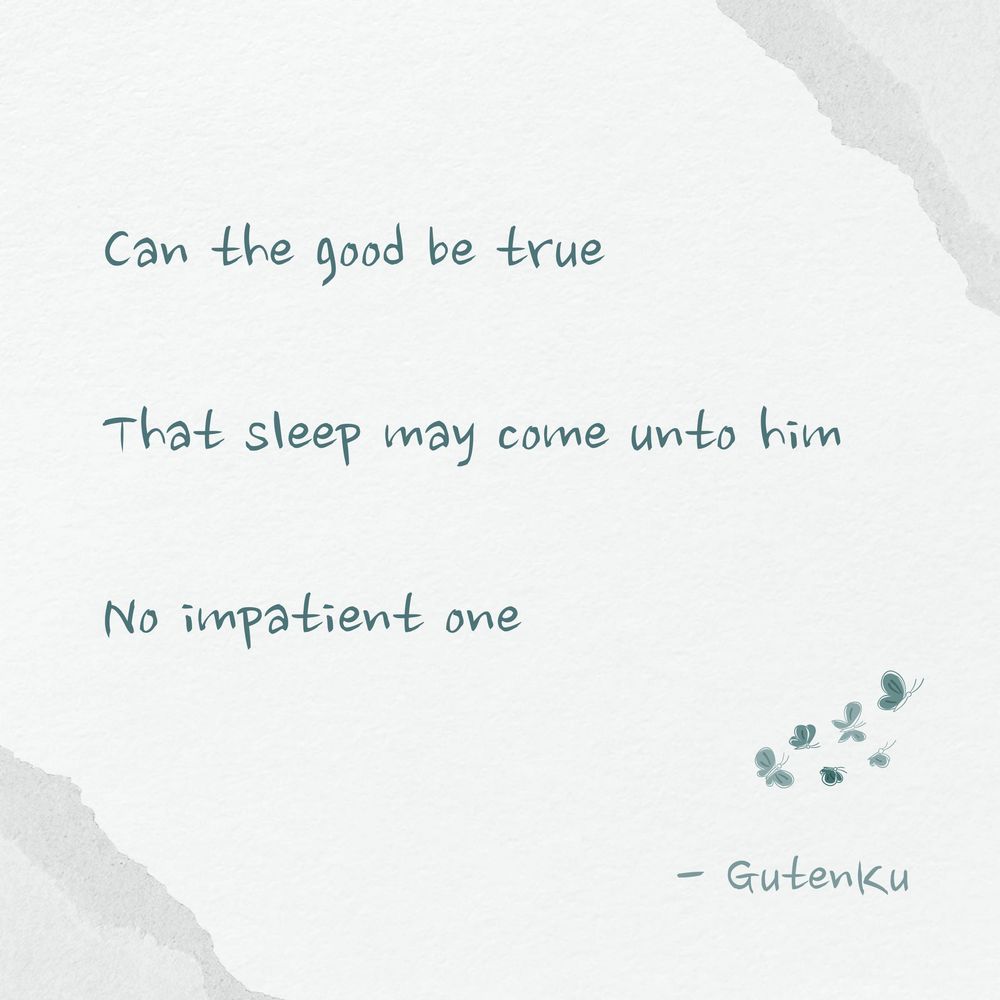 Can the good be true
That sleep may come unto him
No impatient one
- GutenKu